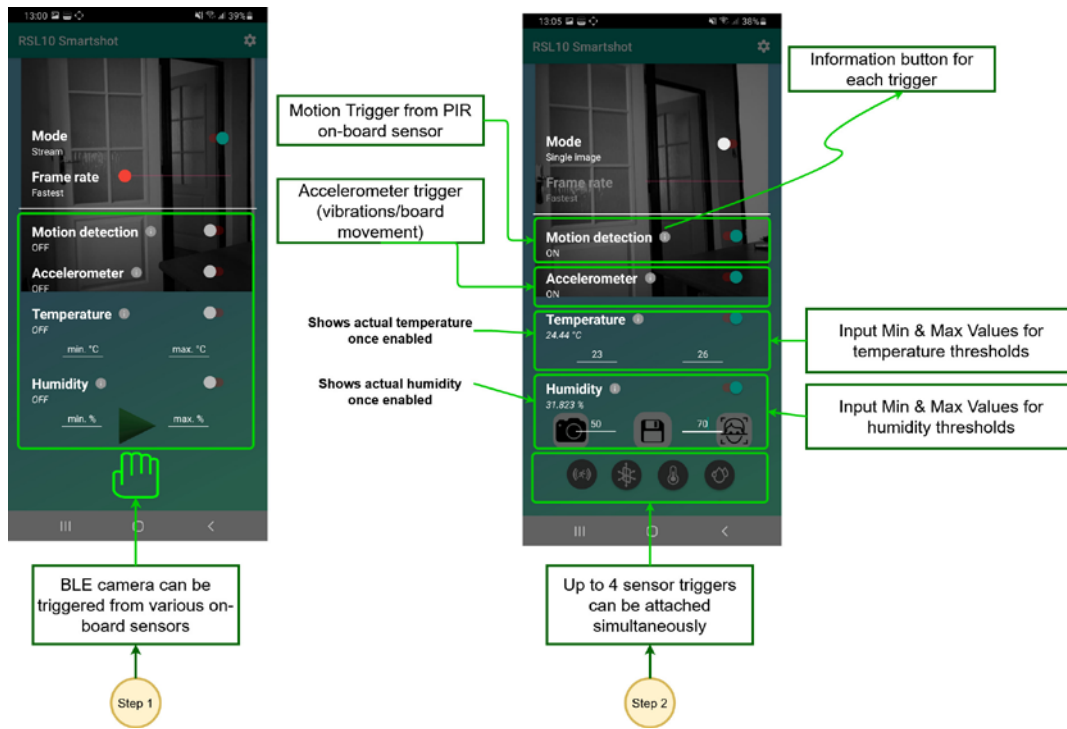 13:00
39%
RSL10 Smartshot
Mode
Stream
Frame rate
Fastest
Motion detection
OFF
Accelerometer
OFF
Temperature
OFF
min. °C max. °C
Humidity
OFF
min. % max. %
BLE camera can be
triggered from various on-
board sensors
Step 1
Motion Trigger from PIR
on-board sensor
Accelerometer trigger
(vibrations/board
movement)
Shows actual temperature
once enabled
Shows actual humidity
once enabled
13:05
38%
RSL10 Smartshot
Mode
Single image
Frame rate
Fastest
Motion detection
ON
Accelerometer
ON
Temperature
24.44 °C
23 26
Humidity
31.823 %
50 70
Up to 4 sensor triggers
can be attached
simultaneously
Step 2
Information button for
each trigger
Input Min & Max Values for
temperature thresholds
Input Min & Max Values for
humidity thresholds